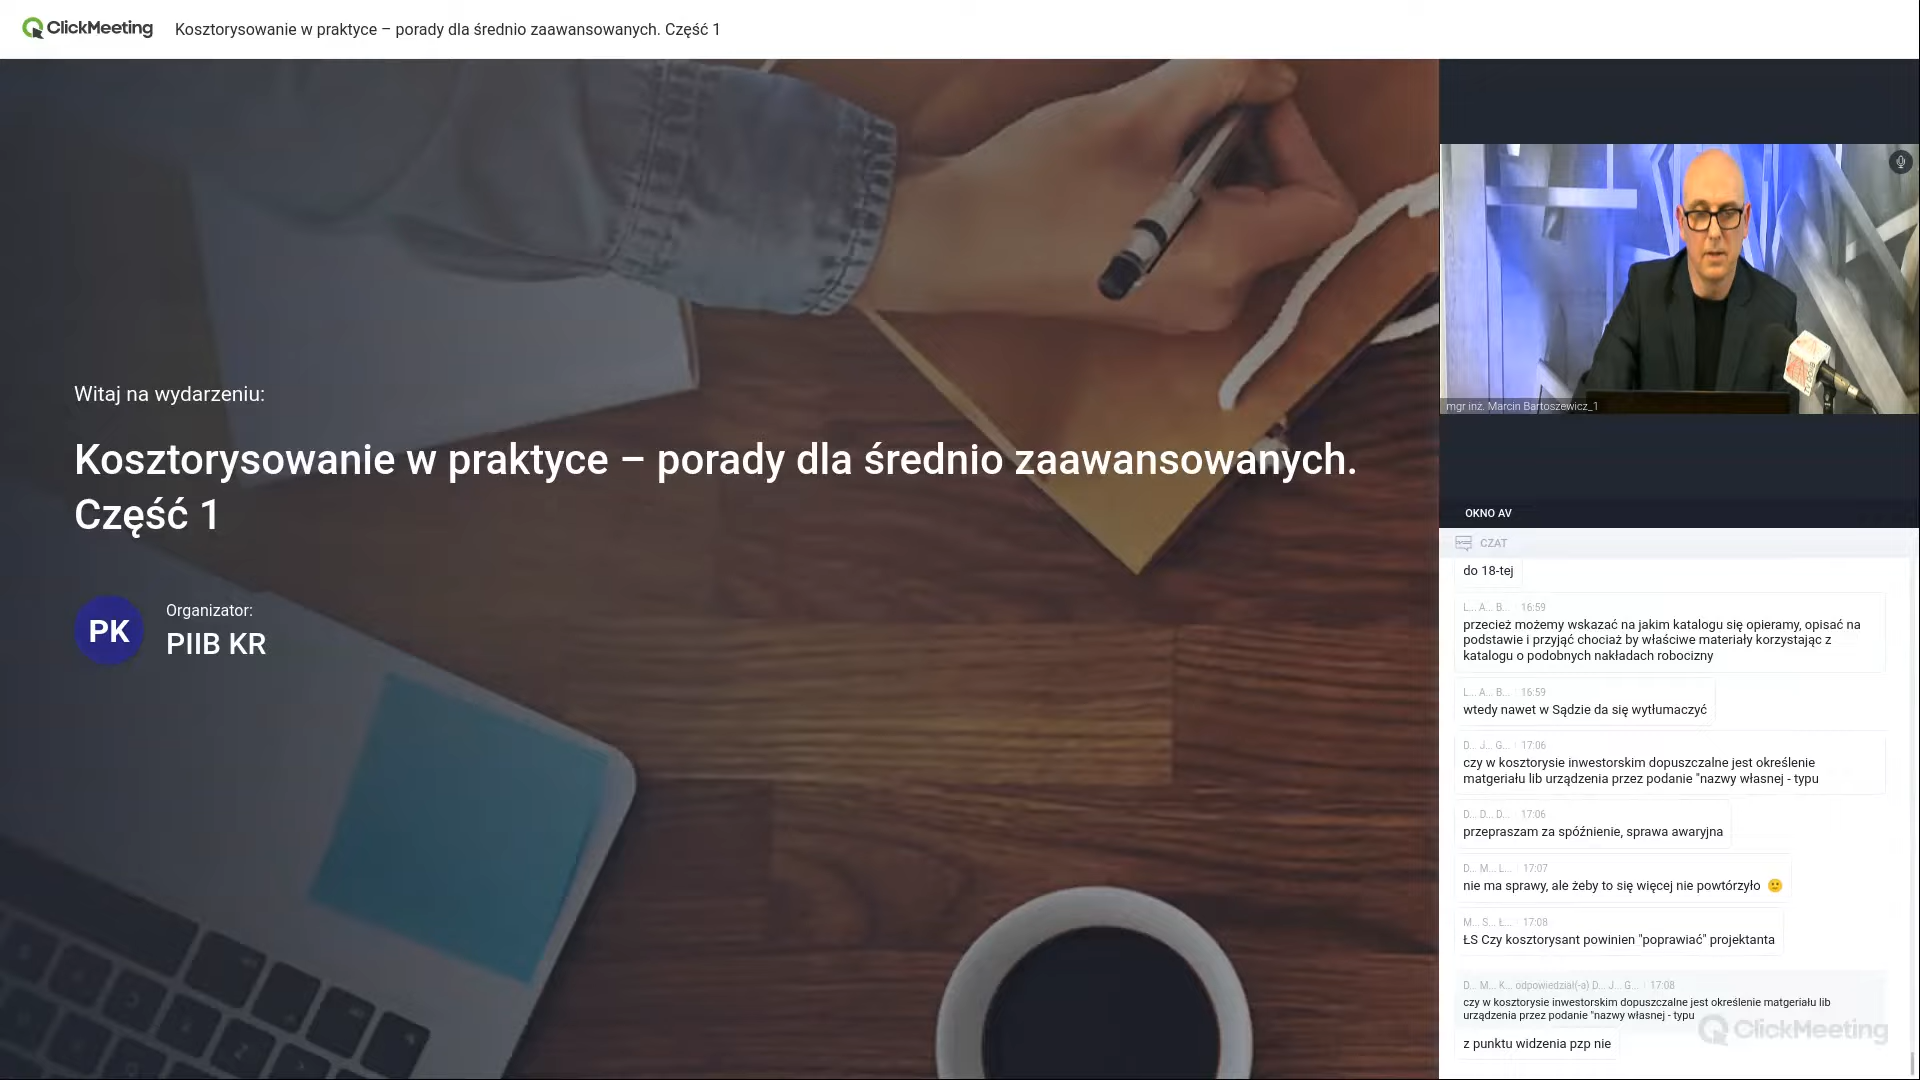 ClickMeeting
Kosztorysowanie w praktyce – porady dla średnio zaawansowanych. Część 1
Witaj na wydarzeniu:
Kosztorysowanie w praktyce – porady dla średnio zaawansowanych.
Część 1
PK
Organizator:
PIIB KR
mgr inż. Marcin Bartoszewicz_1
OKNO AV
CZAT
do 18-tej
L... A... B... 16:59
przecież możemy wskazać na jakim katalogu się opieramy, opisać na
podstawie i przyjąć chociaż by właściwe materiały korzystając z
katalogu o podobnych nakładach robocizny
L... A... B... 16:59
wtedy nawet w Sądzie da się wytłumaczyć
D... J... G... 17:06
czy w kosztorysie inwestorskim dopuszczalne jest określenie
matgeriału lib urządzenia przez podanie "nazwy własnej - typu
D... D... D... 17:06
przepraszam za spóźnienie, sprawa awaryjna
D... M... L... 17:07
nie ma sprawy, ale żeby to się więcej nie powtórzyło 🙂
M... S... Ł... 17:08
ŁS Czy kosztorysant powinien "poprawiać" projektanta
D... M... K... odpowiedział(-a) D... J... G... 17:08
czy w kosztorysie inwestorskim dopuszczalne jest określenie matgeriału lib
urządzenia przez podanie "nazwy własnej - typu
z punktu widzenia pzp nie
ClickMeeting